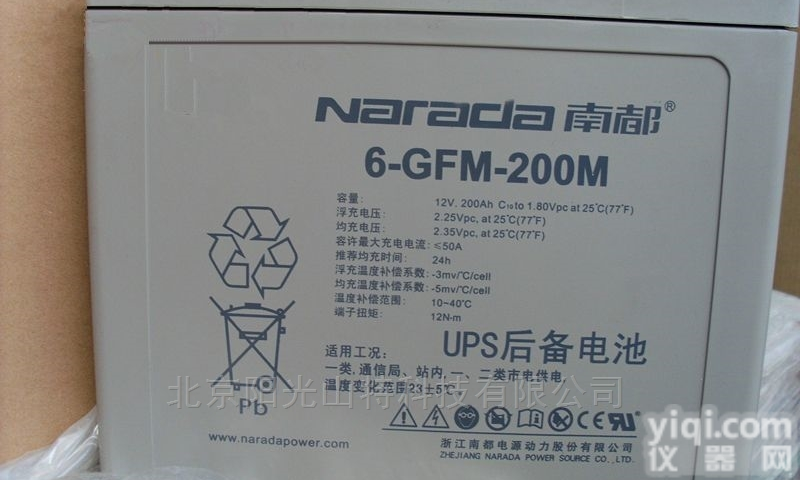 Narada 南都®
6-GFM-200M
容量: 12V. 200Ah C10 to 1.80Vpc at 25℃(77℉)
浮充电压: 2.25Vpc, at 25℃(77℉)
均充电压: 2.35Vpc, at 25℃(77℉)
容许最大充电电流: ≤50A
推荐均充时间: 24h
浮充温度补偿系数: -3mv/℃/cell
均充温度补偿系数: -5mv/℃/cell
温度补偿范围: 10~40℃
端子扭矩: 12N-m
适用工况: UPS后备电池
一类,通信局、站内,一、二类市电供电,
温度变化范围23±5℃.
北京阳光山特科技有限公司
Pb
www.naradapower.com
浙江南都电源动力股份有限公司
ZHEJIANG NARADA POWER SOURCE CO., LTD.
yiqi.com
仪器网